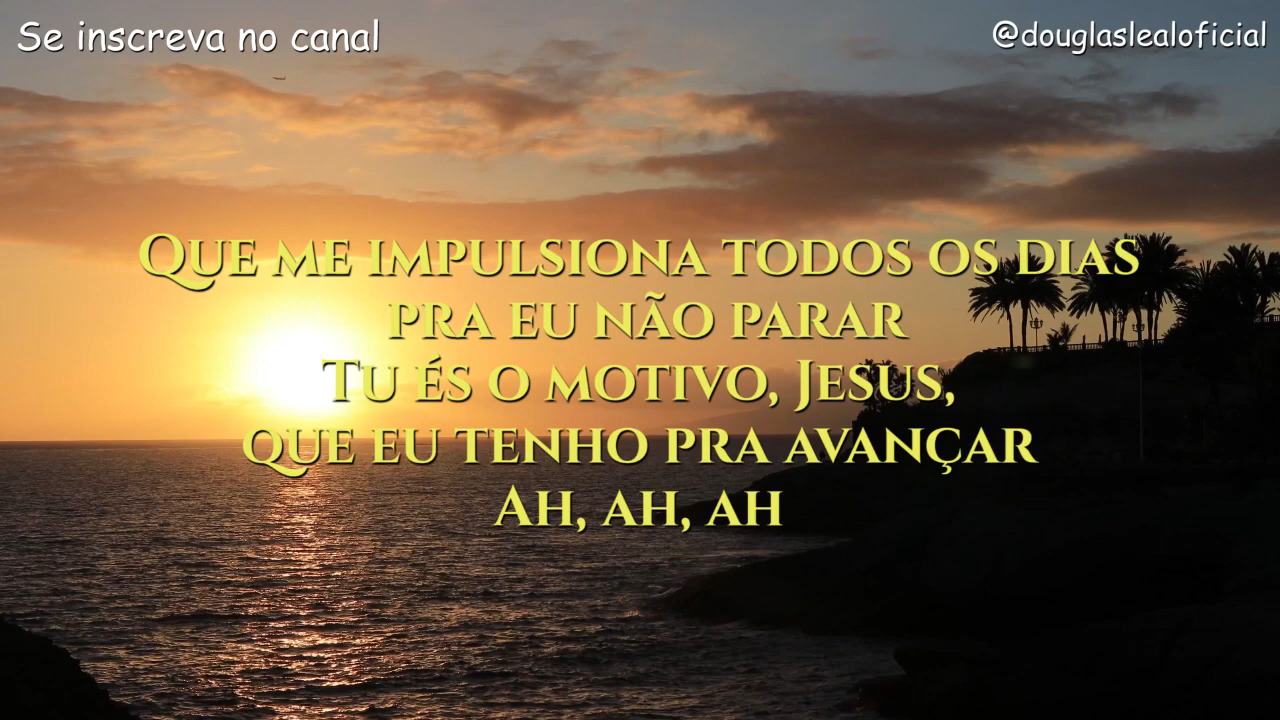 Se inscreva no canal
@douglaslealoficial
Que me impulsiona todos os dias
pra eu não parar
Tu és o motivo, Jesus,
que eu tenho pra avançar
Ah, ah, ah